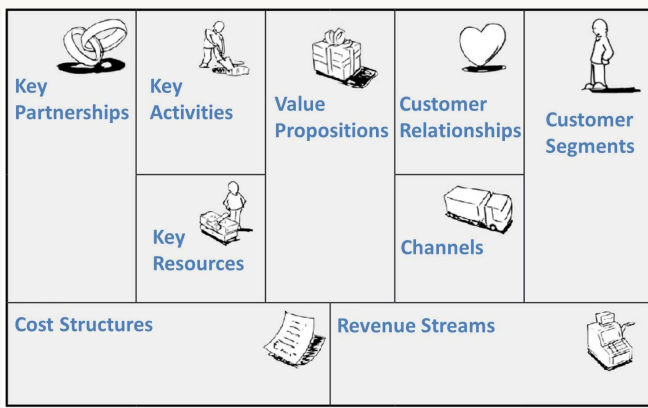 Key
Partnerships
Key
Activities
Value
Propositions
Customer
Relationships
Customer
Segments
Key
Resources
Channels
Cost Structures
Revenue Streams